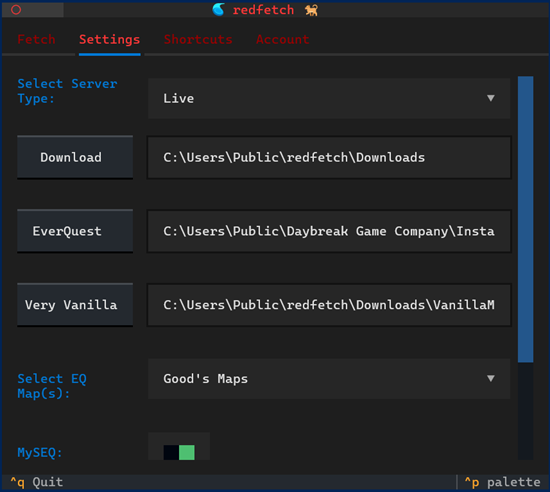 redfetch
Fetch Settings Shortcuts Account
Select Server
Type:
Live
Download
C:\Users\Public\redfetch\Downloads
EverQuest
C:\Users\Public\Daybreak Game Company\Insta
Very Vanilla
C:\Users\Public\redfetch\Downloads\VanillaM
Select EQ
Map(s):
Good's Maps
MySEQ:
^q Quit
^p palette